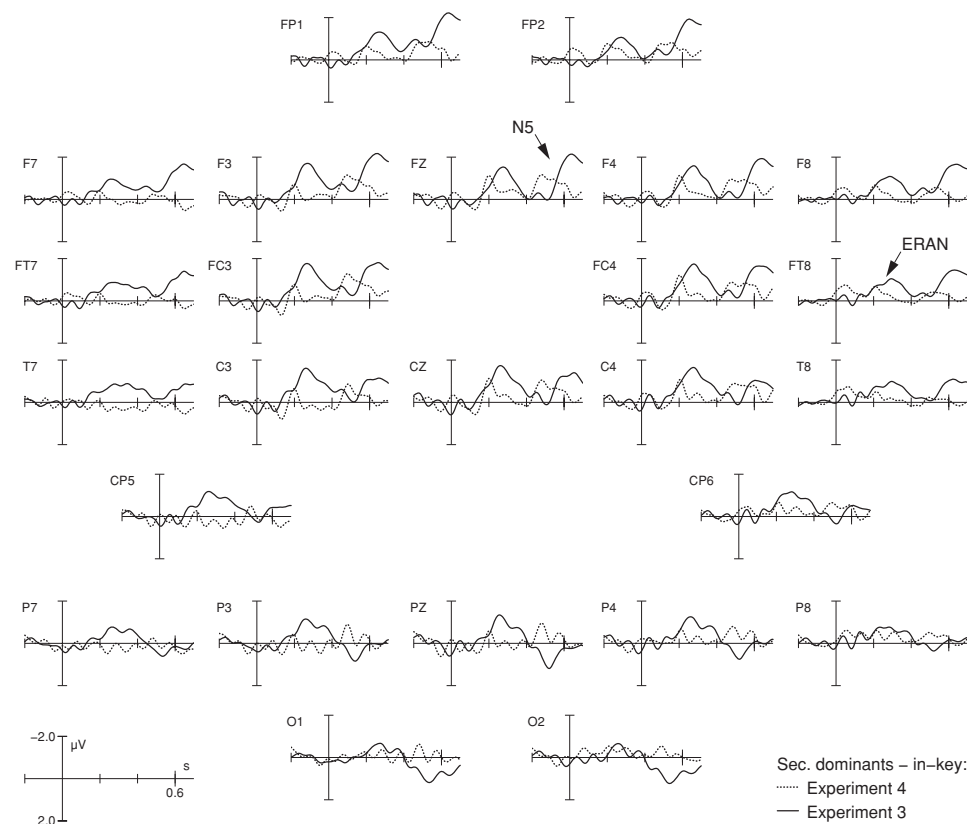 FP1 FP2
N5
F7 F3 FZ F4 F8
ERAN
FT7 FC3 FC4 FT8
T7 C3 CZ C4 T8
CP5 CP6
P7 P3 PZ P4 P8
O1 O2
−2.0 µV
s
0.6
2.0
Sec. dominants − in−key:
Experiment 4
Experiment 3